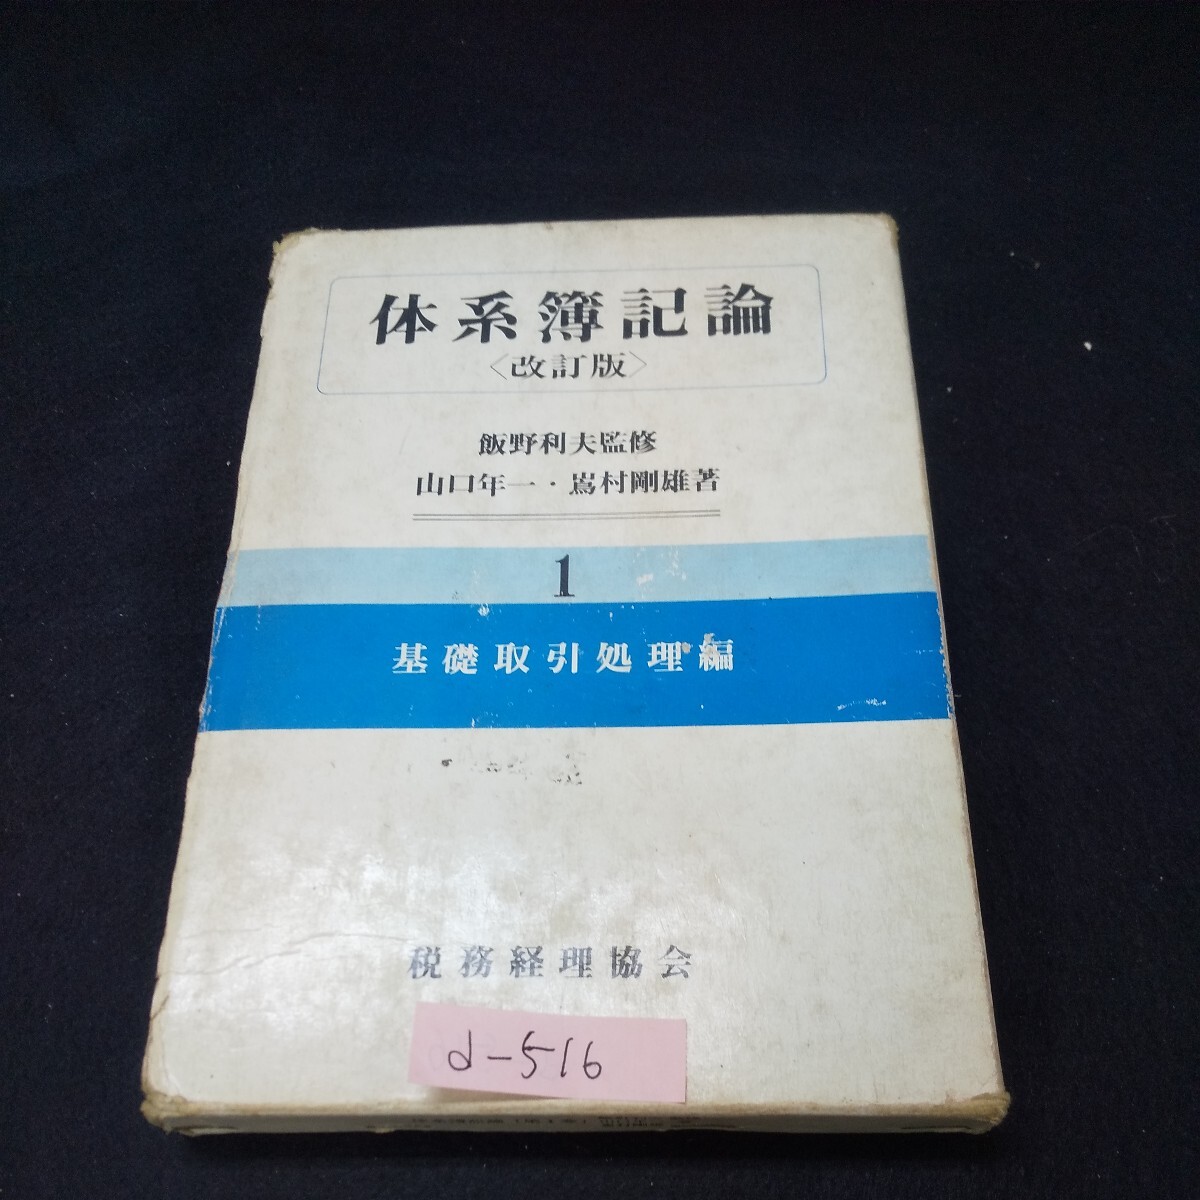 体系簿記論
〈改訂版〉
飯野利夫監修
山口年一・嶌村剛雄著
1
基礎取引処理編
税務経理協会
d-516